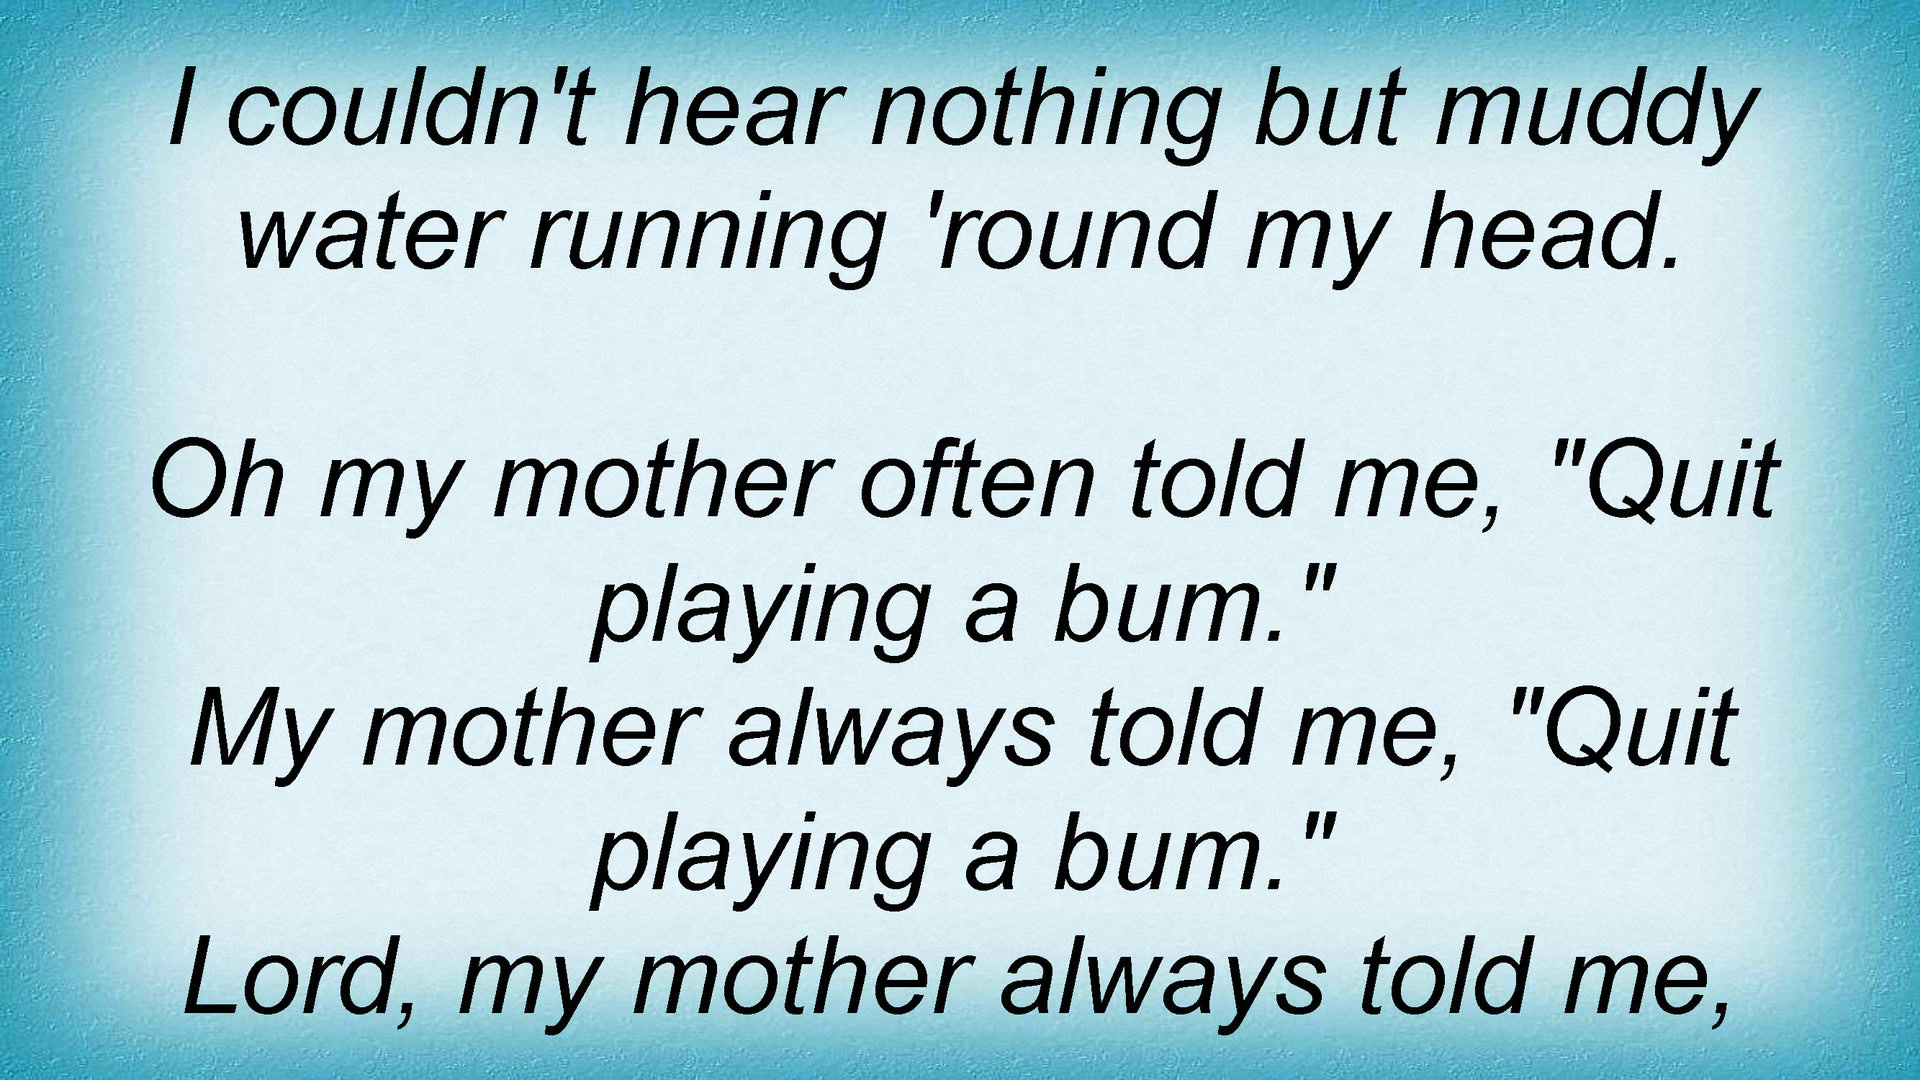 I couldn't hear nothing but muddy
water running 'round my head.
Oh my mother often told me, "Quit
playing a bum."
My mother always told me, "Quit
playing a bum."
Lord, my mother always told me,